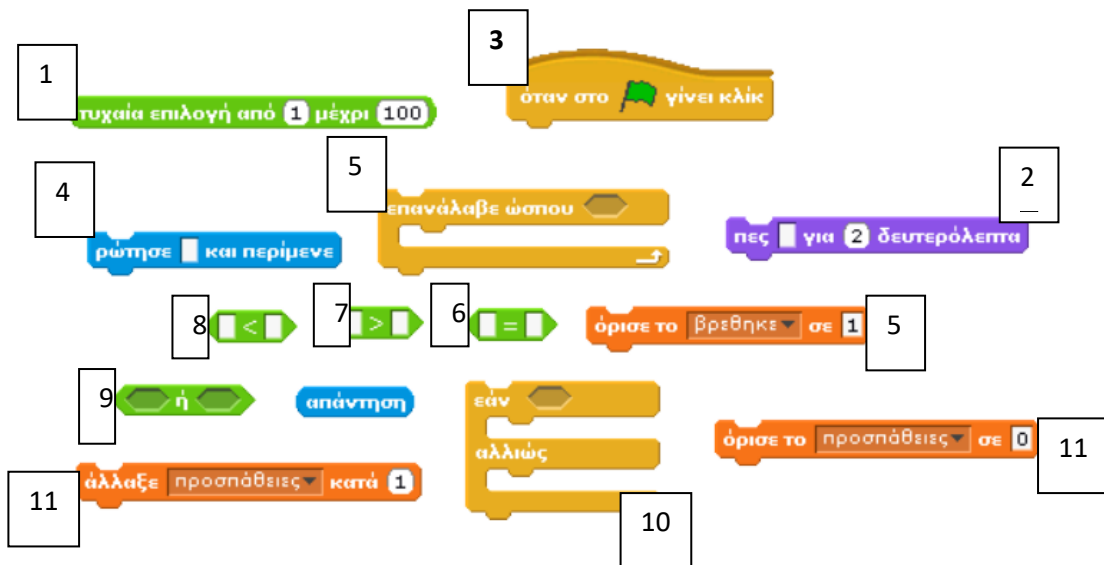 3
1
όταν στο γίνει κλίκ
τυχαία επιλογή από 1 μέχρι 100
5
4
2
επανάλαβε ώσπου
πες για 2 δευτερόλεπτα
ρώτησε και περίμενε
8 <
7 >
6 =
όρισε το βρεθηκε σε 1
5
9 ή
απάντηση
εάν
όρισε το προσπάθειες σε 0
11
αλλιώς
άλλαξε προσπάθειες κατά 1
11
10